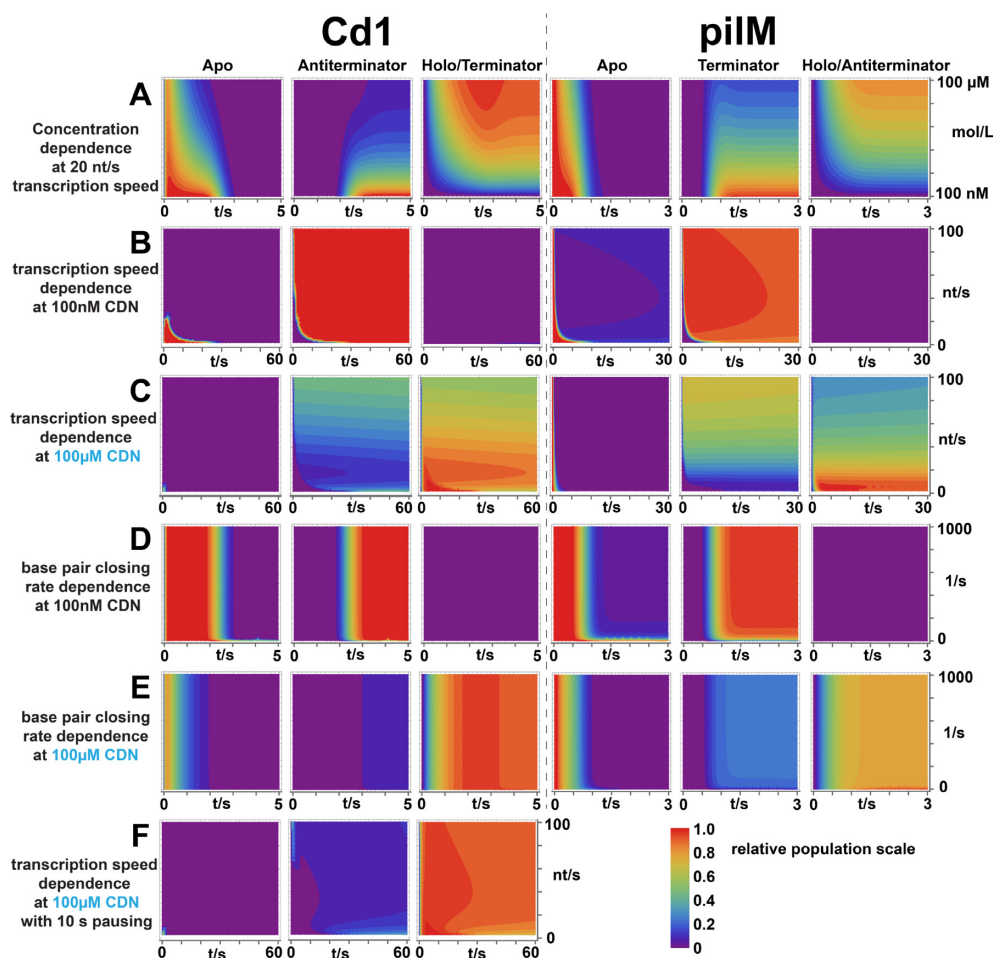 Cd1 pilM
Apo Antiterminator Holo/Terminator Apo Terminator Holo/Antiterminator
A
Concentration
dependence
at 20 nt/s
transcription speed
100 µM
mol/L
100 nM
0 t/s 5 0 t/s 5 0 t/s 5 0 t/s 3 0 t/s 3 0 t/s 3
B
transcription speed
dependence
at 100nM CDN
100
nt/s
0
0 t/s 60 0 t/s 60 0 t/s 60 0 t/s 30 0 t/s 30 0 t/s 30
C
transcription speed
dependence
at 100µM CDN
100
nt/s
0
0 t/s 60 0 t/s 60 0 t/s 60 0 t/s 30 0 t/s 30 0 t/s 30
D
base pair closing
rate dependence
at 100nM CDN
1000
1/s
0
0 t/s 5 0 t/s 5 0 t/s 5 0 t/s 3 0 t/s 3 0 t/s 3
E
base pair closing
rate dependence
at 100µM CDN
1000
1/s
0
0 t/s 5 0 t/s 5 0 t/s 5 0 t/s 3 0 t/s 3 0 t/s 3
F
transcription speed
dependence
at 100µM CDN
with 10 s pausing
100
nt/s
0
0 t/s 60 0 t/s 60 0 t/s 60
1.0
0.8
0.6
0.4
0.2
0
relative population scale